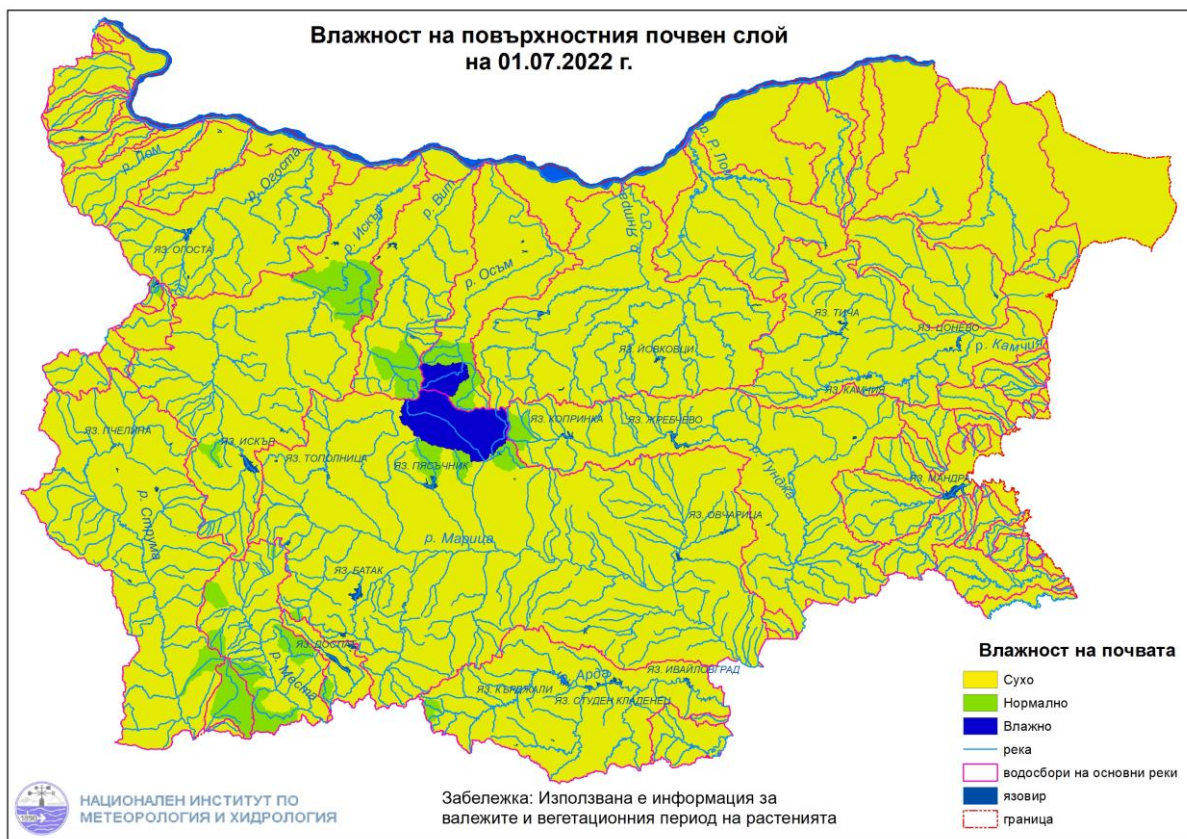 Влажност на повърхностния почвен слой
на 01.07.2022 г.
р. Лом
р. Огоста
р. Искър
р. Вит
р. Осъм
р. Янтра
р. Р Лом
ЯЗ. ОГОСТА
ЯЗ. ТИЧА
ЯЗ. ЦОНЕВО
р. Камчия
ЯЗ. ЙОВКОВЦИ
ЯЗ. КАМЧИЯ
ЯЗ. КОПРИНКА
ЯЗ. ЖРЕБЧЕВО
ЯЗ. ПЧЕЛИНА
ЯЗ. ИСКЪР
ЯЗ. ТОПОЛНИЦА
ЯЗ. ПЯСЪЧНИК
р. Тунджа
ЯЗ. МАНДРА
р. Струма
ЯЗ. ОВЧАРИЦА
р. Марица
ЯЗ. БАТАК
ЯЗ. ДОСПАТ
р. Места
ЯЗ. ИВАЙЛОВГРАД
р. Арда
ЯЗ. КЪРДЖАЛИ
ЯЗ. СТУДЕН КЛАДЕНЕЦ
Влажност на почвата
Сухо
Нормално
Влажно
река
водосбори на основни реки
язовир
граница
1890
НАЦИОНАЛЕН ИНСТИТУТ ПО
МЕТЕОРОЛОГИЯ И ХИДРОЛОГИЯ
Забележка: Използвана е информация за
валежите и вегетационния период на растенията